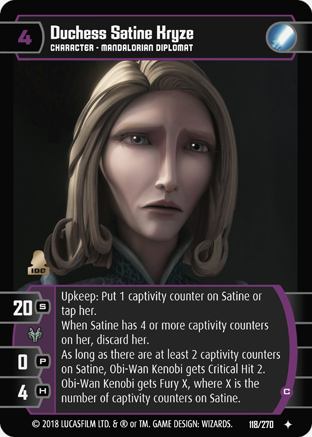 4 Duchess Satine Kryze
CHARACTER • MANDALORIAN DIPLOMAT
20 S
0 P
4 H
Upkeep: Put 1 captivity counter on Satine or
tap her.
When Satine has 4 or more captivity counters
on her, discard her.
As long as there are at least 2 captivity counters
on Satine, Obi-Wan Kenobi gets Critical Hit 2.
Obi-Wan Kenobi gets Fury X, where X is the
number of captivity counters on Satine.
C
© 2018 LUCASFILM LTD. & ® or TM. GAME DESIGN: WIZARDS. 118/270